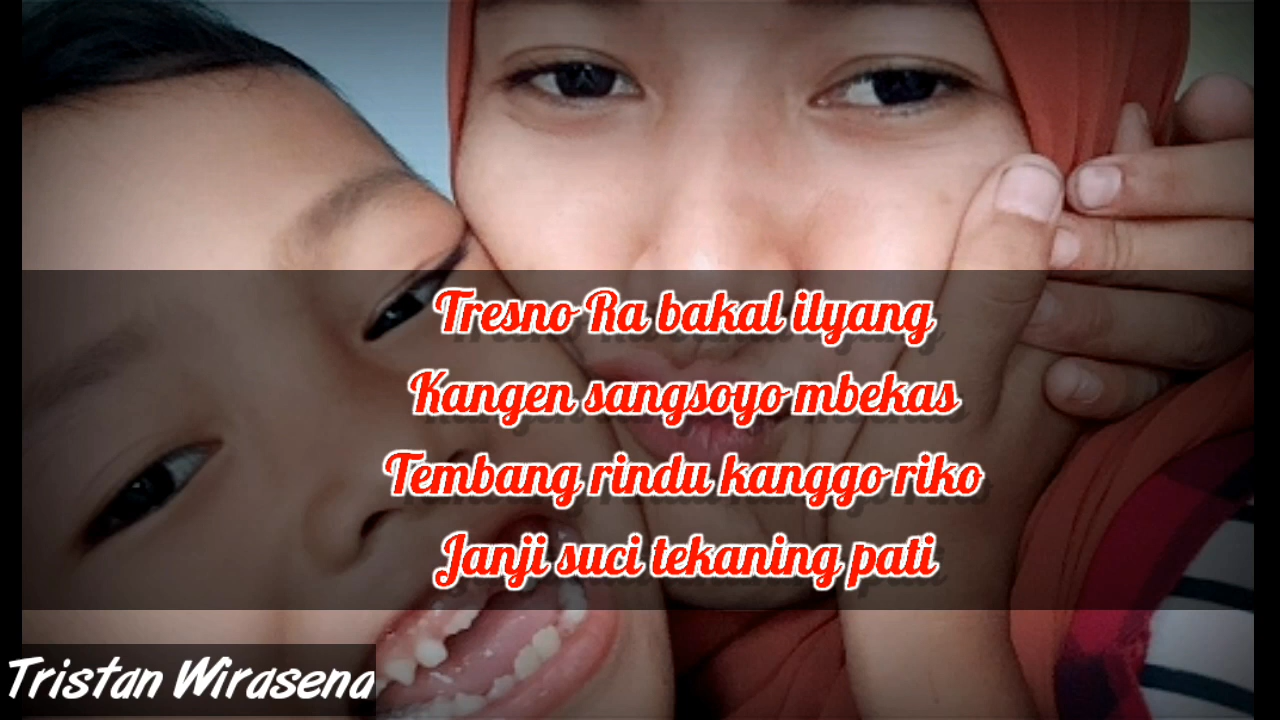 Tresno Ra bakal ilyang
Kangen sangsoyo mbekas
Tembang rindu kanggo riko
Janji suci tekaning pati
Tristan Wirasena